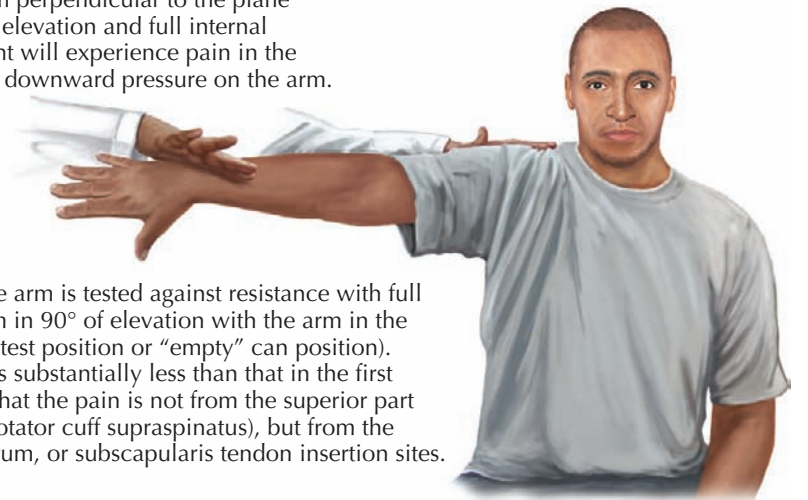 perpendicular to the plane
elevation and full internal
nt will experience pain in the
downward pressure on the arm.
e arm is tested against resistance with full
n in 90° of elevation with the arm in the
test position or “empty” can position).
s substantially less than that in the first
hat the pain is not from the superior part
otator cuff supraspinatus), but from the
um, or subscapularis tendon insertion sites.